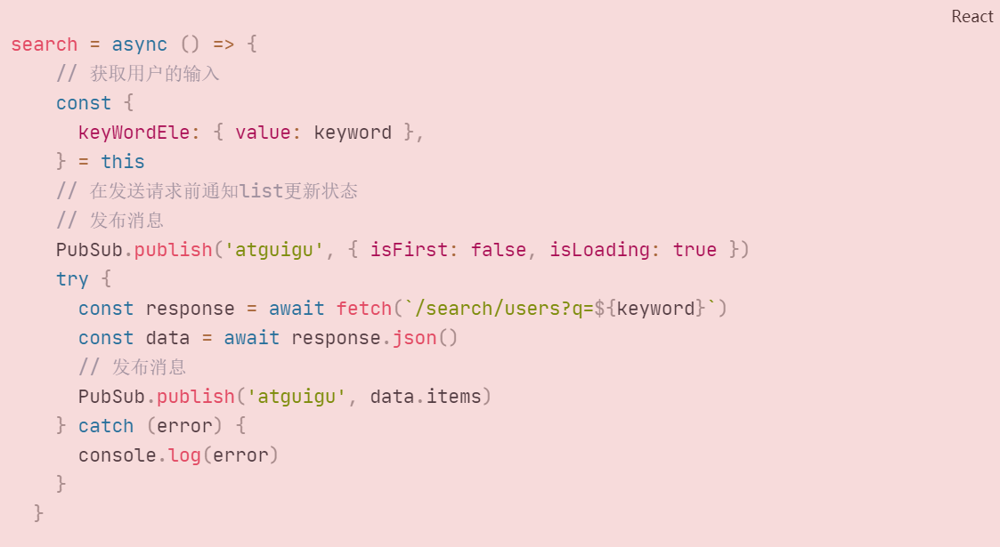 React
search = async () => {
    // 获取用户的输入
    const {
      keyWordEle: { value: keyword },
    } = this
    // 在发送请求前通知list更新状态
    // 发布消息
    PubSub.publish('atguigu', { isFirst: false, isLoading: true })
    try {
      const response = await fetch(`/search/users?q=${keyword}`)
      const data = await response.json()
      // 发布消息
      PubSub.publish('atguigu', data.items)
    } catch (error) {
      console.log(error)
    }
  }